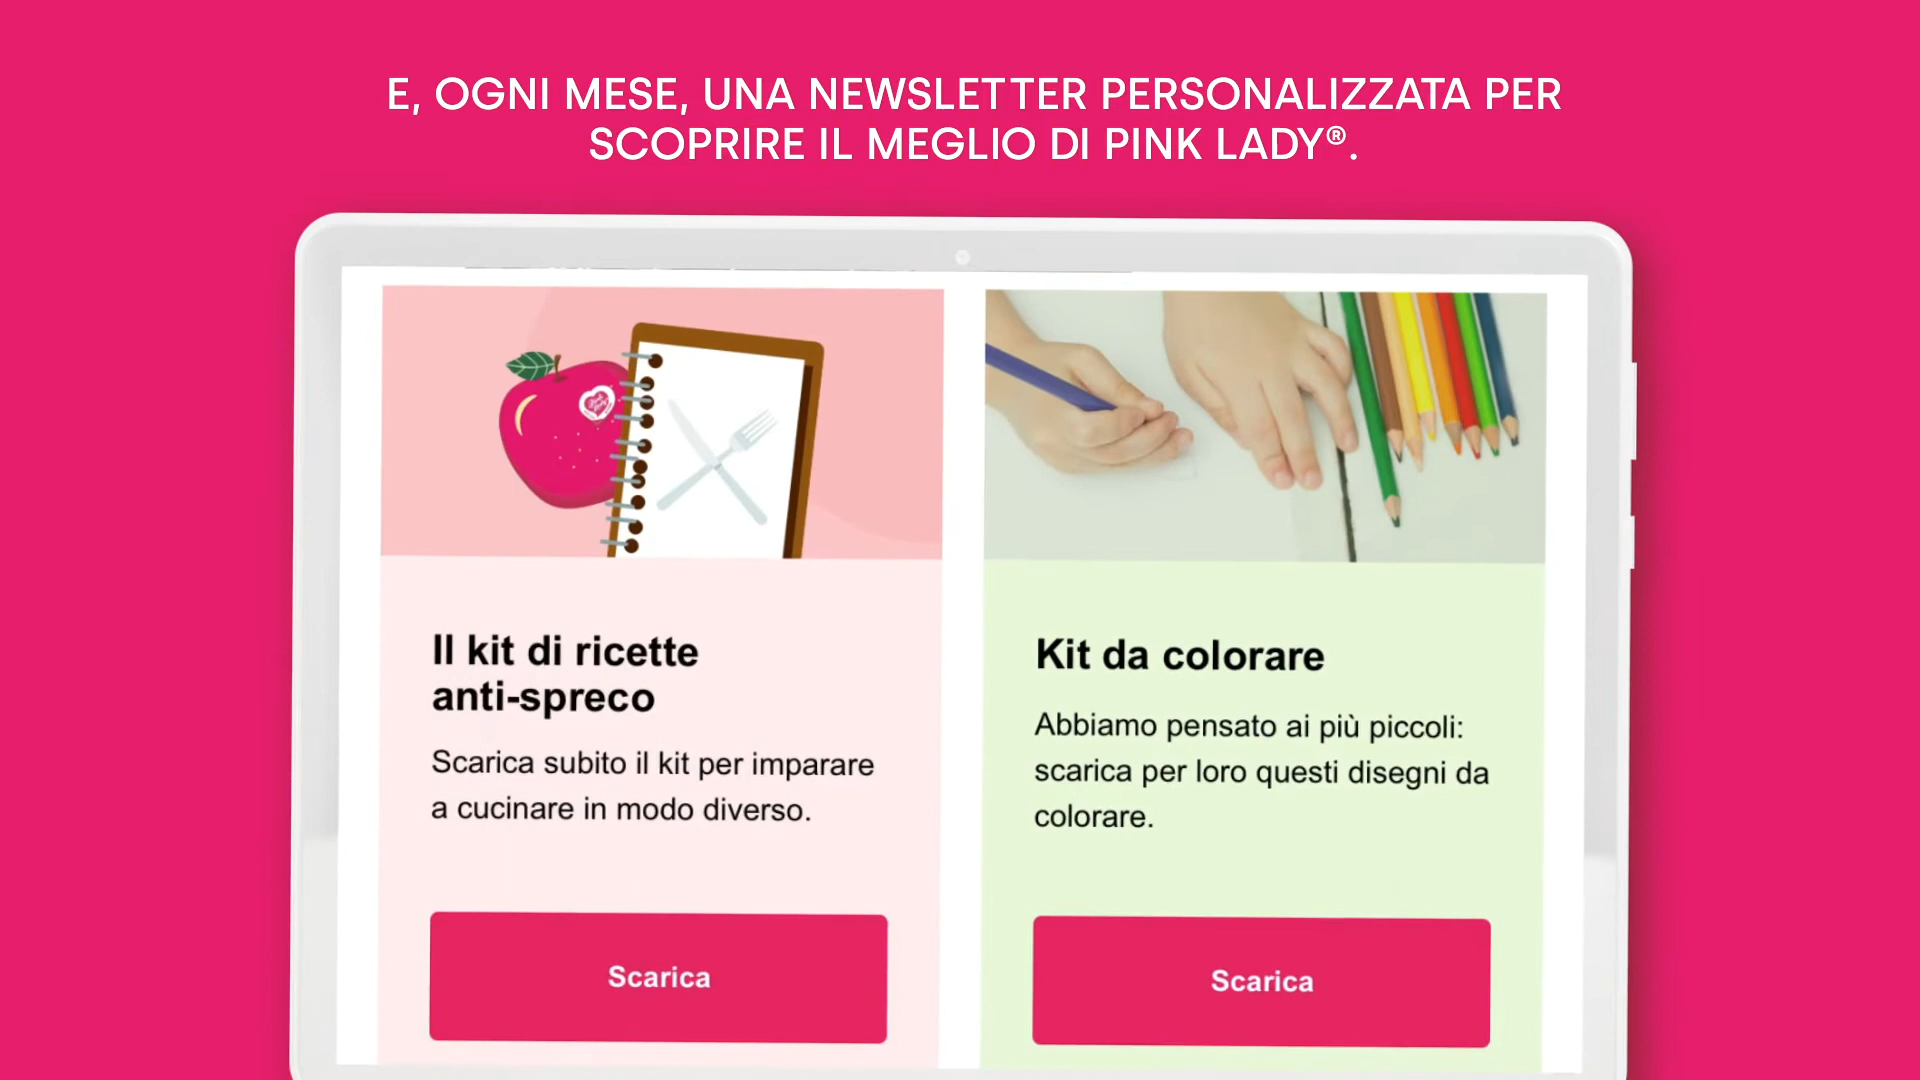 E, OGNI MESE, UNA NEWSLETTER PERSONALIZZATA PER
SCOPRIRE IL MEGLIO DI PINK LADY®.
Il kit di ricette
anti-spreco
Scarica subito il kit per imparare
a cucinare in modo diverso.
Scarica
Kit da colorare
Abbiamo pensato ai più piccoli:
scarica per loro questi disegni da
colorare.
Scarica